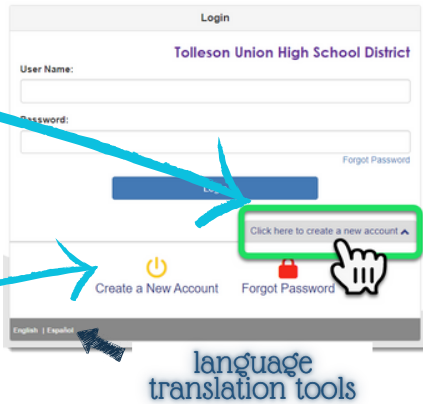 Login
Tolleson Union High School District
User Name:
Password:
Forgot Password
Click here to create a new account
Create a New Account
Forgot Password
English | Español
language
translation tools